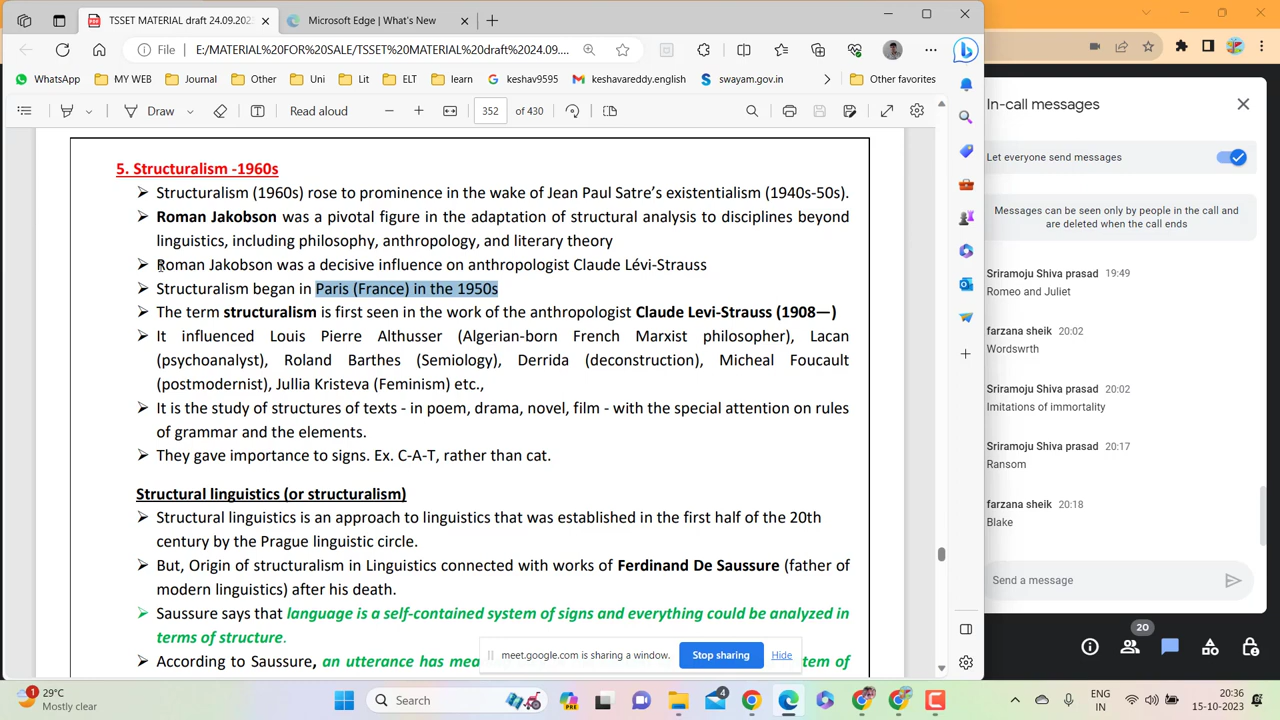 TSSET MATERIAL draft 24.09.202
Microsoft Edge | What's New
File
E:/MATERIAL%20FOR%20SALE/TSSET%20MATERIAL%20draft%2024.09....
WhatsApp
MY WEB
Journal
Other
Uni
Lit
ELT
learn
keshav9595
keshavareddy.english
swayam.gov.in
Other favorites
Draw
Read aloud
352
of 430
5. Structuralism -1960s
Structuralism (1960s) rose to prominence in the wake of Jean Paul Satre's existentialism (1940s-50s).
Roman Jakobson was a pivotal figure in the adaptation of structural analysis to disciplines beyond
linguistics, including philosophy, anthropology, and literary theory
Roman Jakobson was a decisive influence on anthropologist Claude Lévi-Strauss
Structuralism began in Paris (France) in the 1950s
The term structuralism is first seen in the work of the anthropologist Claude Levi-Strauss (1908—)
It influenced Louis Pierre Althusser (Algerian-born French Marxist philosopher), Lacan
(psychoanalyst), Roland Barthes (Semiology), Derrida (deconstruction), Micheal Foucault
(postmodernist), Jullia Kristeva (Feminism) etc.,
It is the study of structures of texts - in poem, drama, novel, film - with the special attention on rules
of grammar and the elements.
They gave importance to signs. Ex. C-A-T, rather than cat.
Structural linguistics (or structuralism)
Structural linguistics is an approach to linguistics that was established in the first half of the 20th
century by the Prague linguistic circle.
But, Origin of structuralism in Linguistics connected with works of Ferdinand De Saussure (father of
modern linguistics) after his death.
Saussure says that language is a self-contained system of signs and everything could be analyzed in
terms of structure.
According to Saussure, an utterance has mea
tem of
meet.google.com is sharing a window.
Stop sharing
Hide
In-call messages
Let everyone send messages
Messages can be seen only by people in the call and
are deleted when the call ends
Sriramoju Shiva prasad 19:49
Romeo and Juliet
farzana sheik 20:02
Wordswrth
Sriramoju Shiva prasad 20:02
Imitations of immortality
Sriramoju Shiva prasad 20:17
Ransom
farzana sheik 20:18
Blake
Send a message
20
1
29°C
Mostly clear
Search
PRE
4
ENG
IN
20:36
15-10-2023